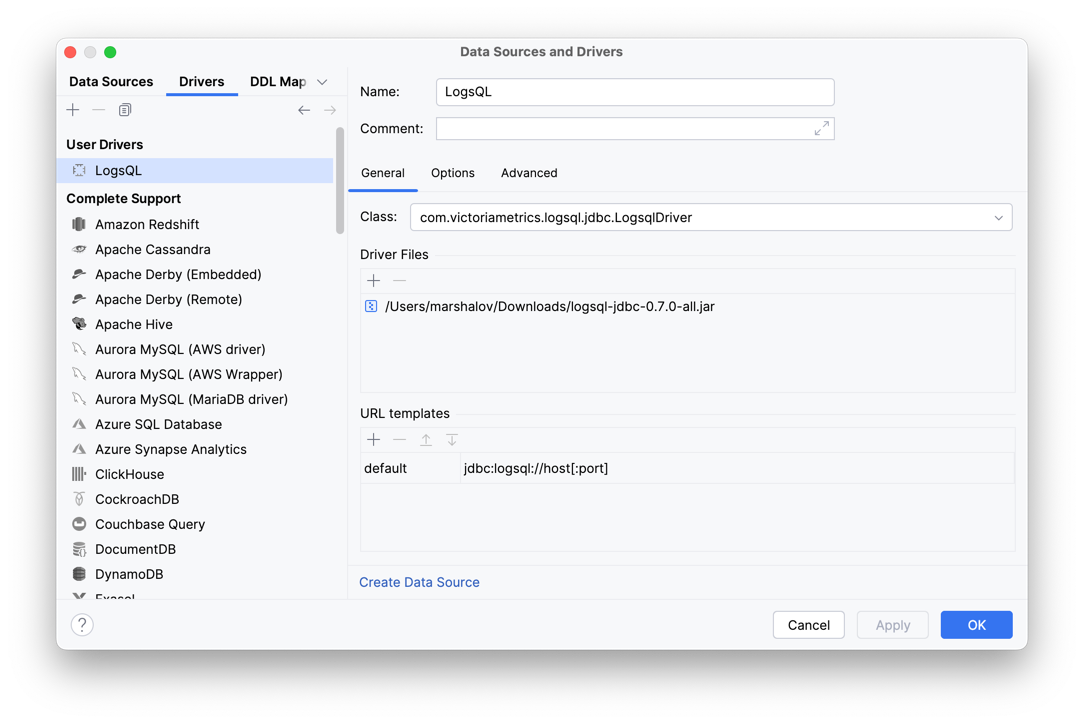 Data Sources and Drivers
Data Sources Drivers DDL Map
User Drivers
LogsQL
Complete Support
Amazon Redshift
Apache Cassandra
Apache Derby (Embedded)
Apache Derby (Remote)
Apache Hive
Aurora MySQL (AWS driver)
Aurora MySQL (AWS Wrapper)
Aurora MySQL (MariaDB driver)
Azure SQL Database
Azure Synapse Analytics
ClickHouse
CockroachDB
Couchbase Query
DocumentDB
DynamoDB
Exasol
Name: LogsQL
Comment:
General Options Advanced
Class: com.victoriametrics.logsql.jdbc.LogsqlDriver
Driver Files
/Users/marshalov/Downloads/logsql-jdbc-0.7.0-all.jar
URL templates
default jdbc:logsql://host[:port]
Create Data Source
? Cancel Apply OK